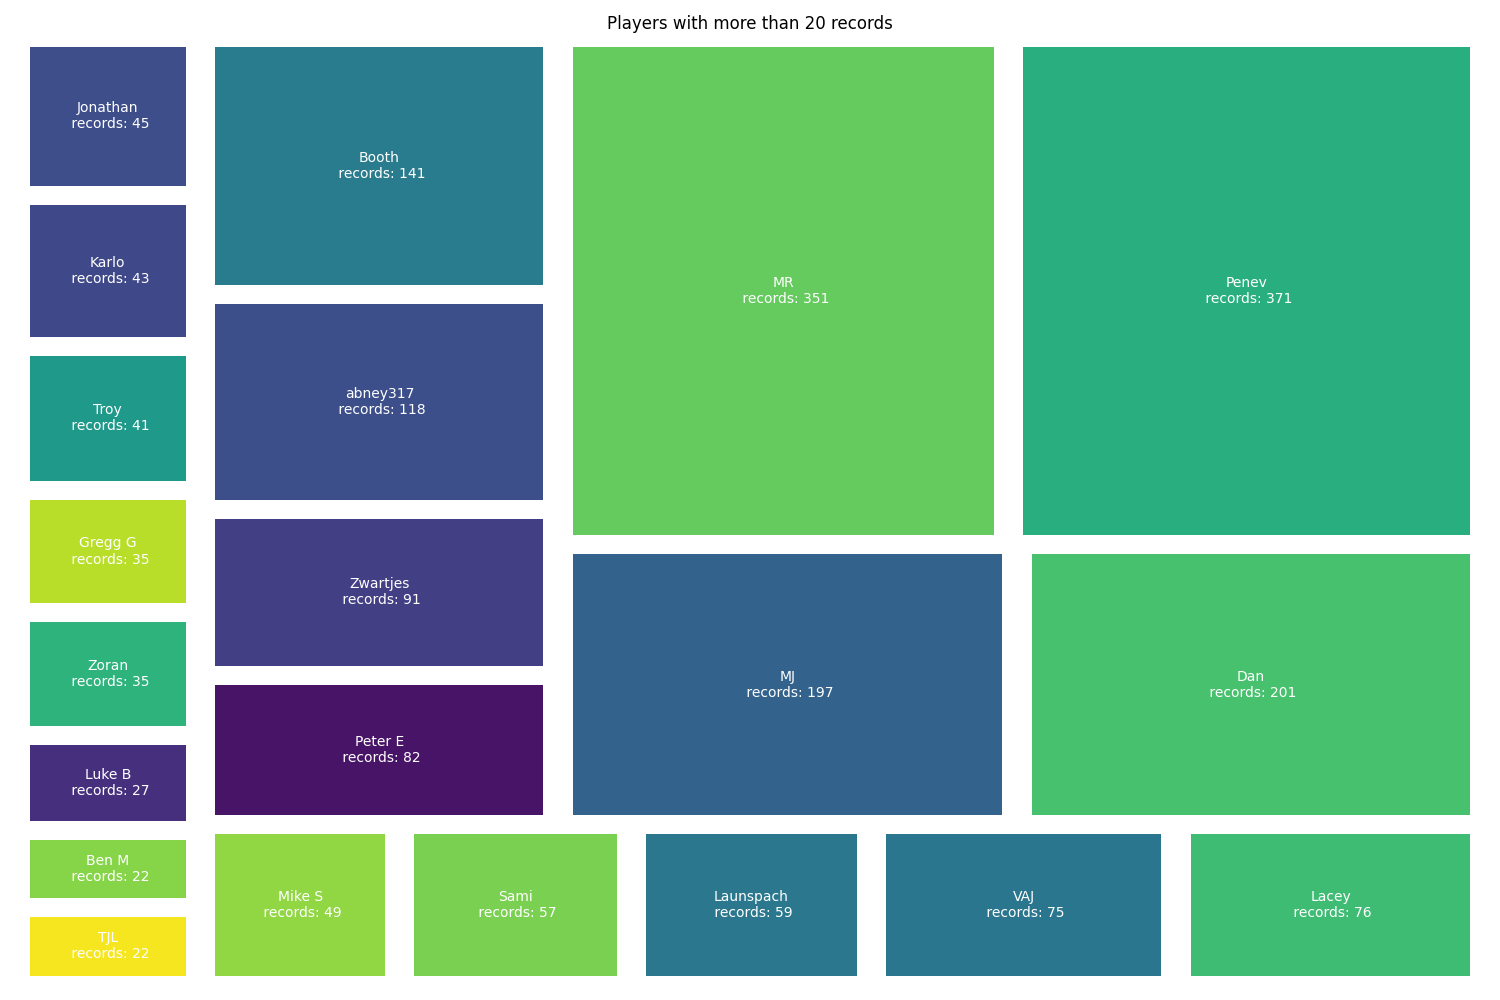 Players with more than 20 records
Jonathan
records: 45
Karlo
records: 43
Troy
records: 41
Gregg G
records: 35
Zoran
records: 35
Luke B
records: 27
Ben M
records: 22
TJL
records: 22
Booth
records: 141
abney317
records: 118
Zwartjes
records: 91
Peter E
records: 82
MR
records: 351
Penev
records: 371
MJ
records: 197
Dan
records: 201
Mike S
records: 49
Sami
records: 57
Launspach
records: 59
VAJ
records: 75
Lacey
records: 76